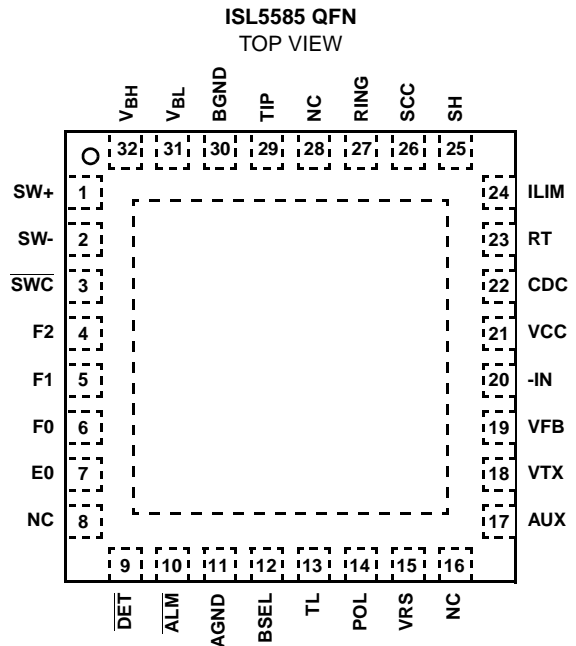 ISL5585 QFN
TOP VIEW
VBH VBL BGND TIP NC RING SCC SH
32 31 30 29 28 27 26 25
SW+ 1 24 ILIM
SW- 2 23 RT
S̅W̅C̅ 3 22 CDC
F2 4 21 VCC
F1 5 20 -IN
F0 6 19 VFB
E0 7 18 VTX
NC 8 17 AUX
9 10 11 12 13 14 15 16
D̅E̅T̅ A̅L̅M̅ AGND BSEL TL POL VRS NC